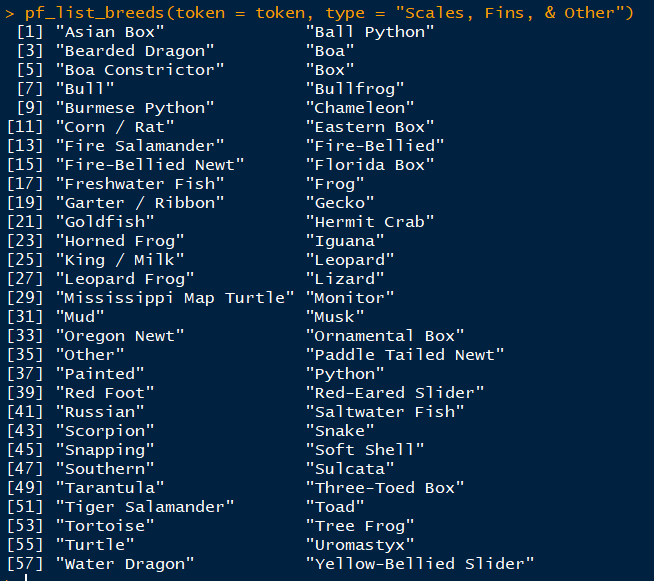 > pf_list_breeds(token = token, type = "Scales, Fins, & Other")
[1] "Asian Box" "Ball Python"
[3] "Bearded Dragon" "Boa"
[5] "Boa Constrictor" "Box"
[7] "Bull" "Bullfrog"
[9] "Burmese Python" "Chameleon"
[11] "Corn / Rat" "Eastern Box"
[13] "Fire Salamander" "Fire-Bellied"
[15] "Fire-Bellied Newt" "Florida Box"
[17] "Freshwater Fish" "Frog"
[19] "Garter / Ribbon" "Gecko"
[21] "Goldfish" "Hermit Crab"
[23] "Horned Frog" "Iguana"
[25] "King / Milk" "Leopard"
[27] "Leopard Frog" "Lizard"
[29] "Mississippi Map Turtle" "Monitor"
[31] "Mud" "Musk"
[33] "Oregon Newt" "Ornamental Box"
[35] "Other" "Paddle Tailed Newt"
[37] "Painted" "Python"
[39] "Red Foot" "Red-Eared Slider"
[41] "Russian" "Saltwater Fish"
[43] "Scorpion" "Snake"
[45] "Snapping" "Soft Shell"
[47] "Southern" "Sulcata"
[49] "Tarantula" "Three-Toed Box"
[51] "Tiger Salamander" "Toad"
[53] "Tortoise" "Tree Frog"
[55] "Turtle" "Uromastyx"
[57] "Water Dragon" "Yellow-Bellied Slider"